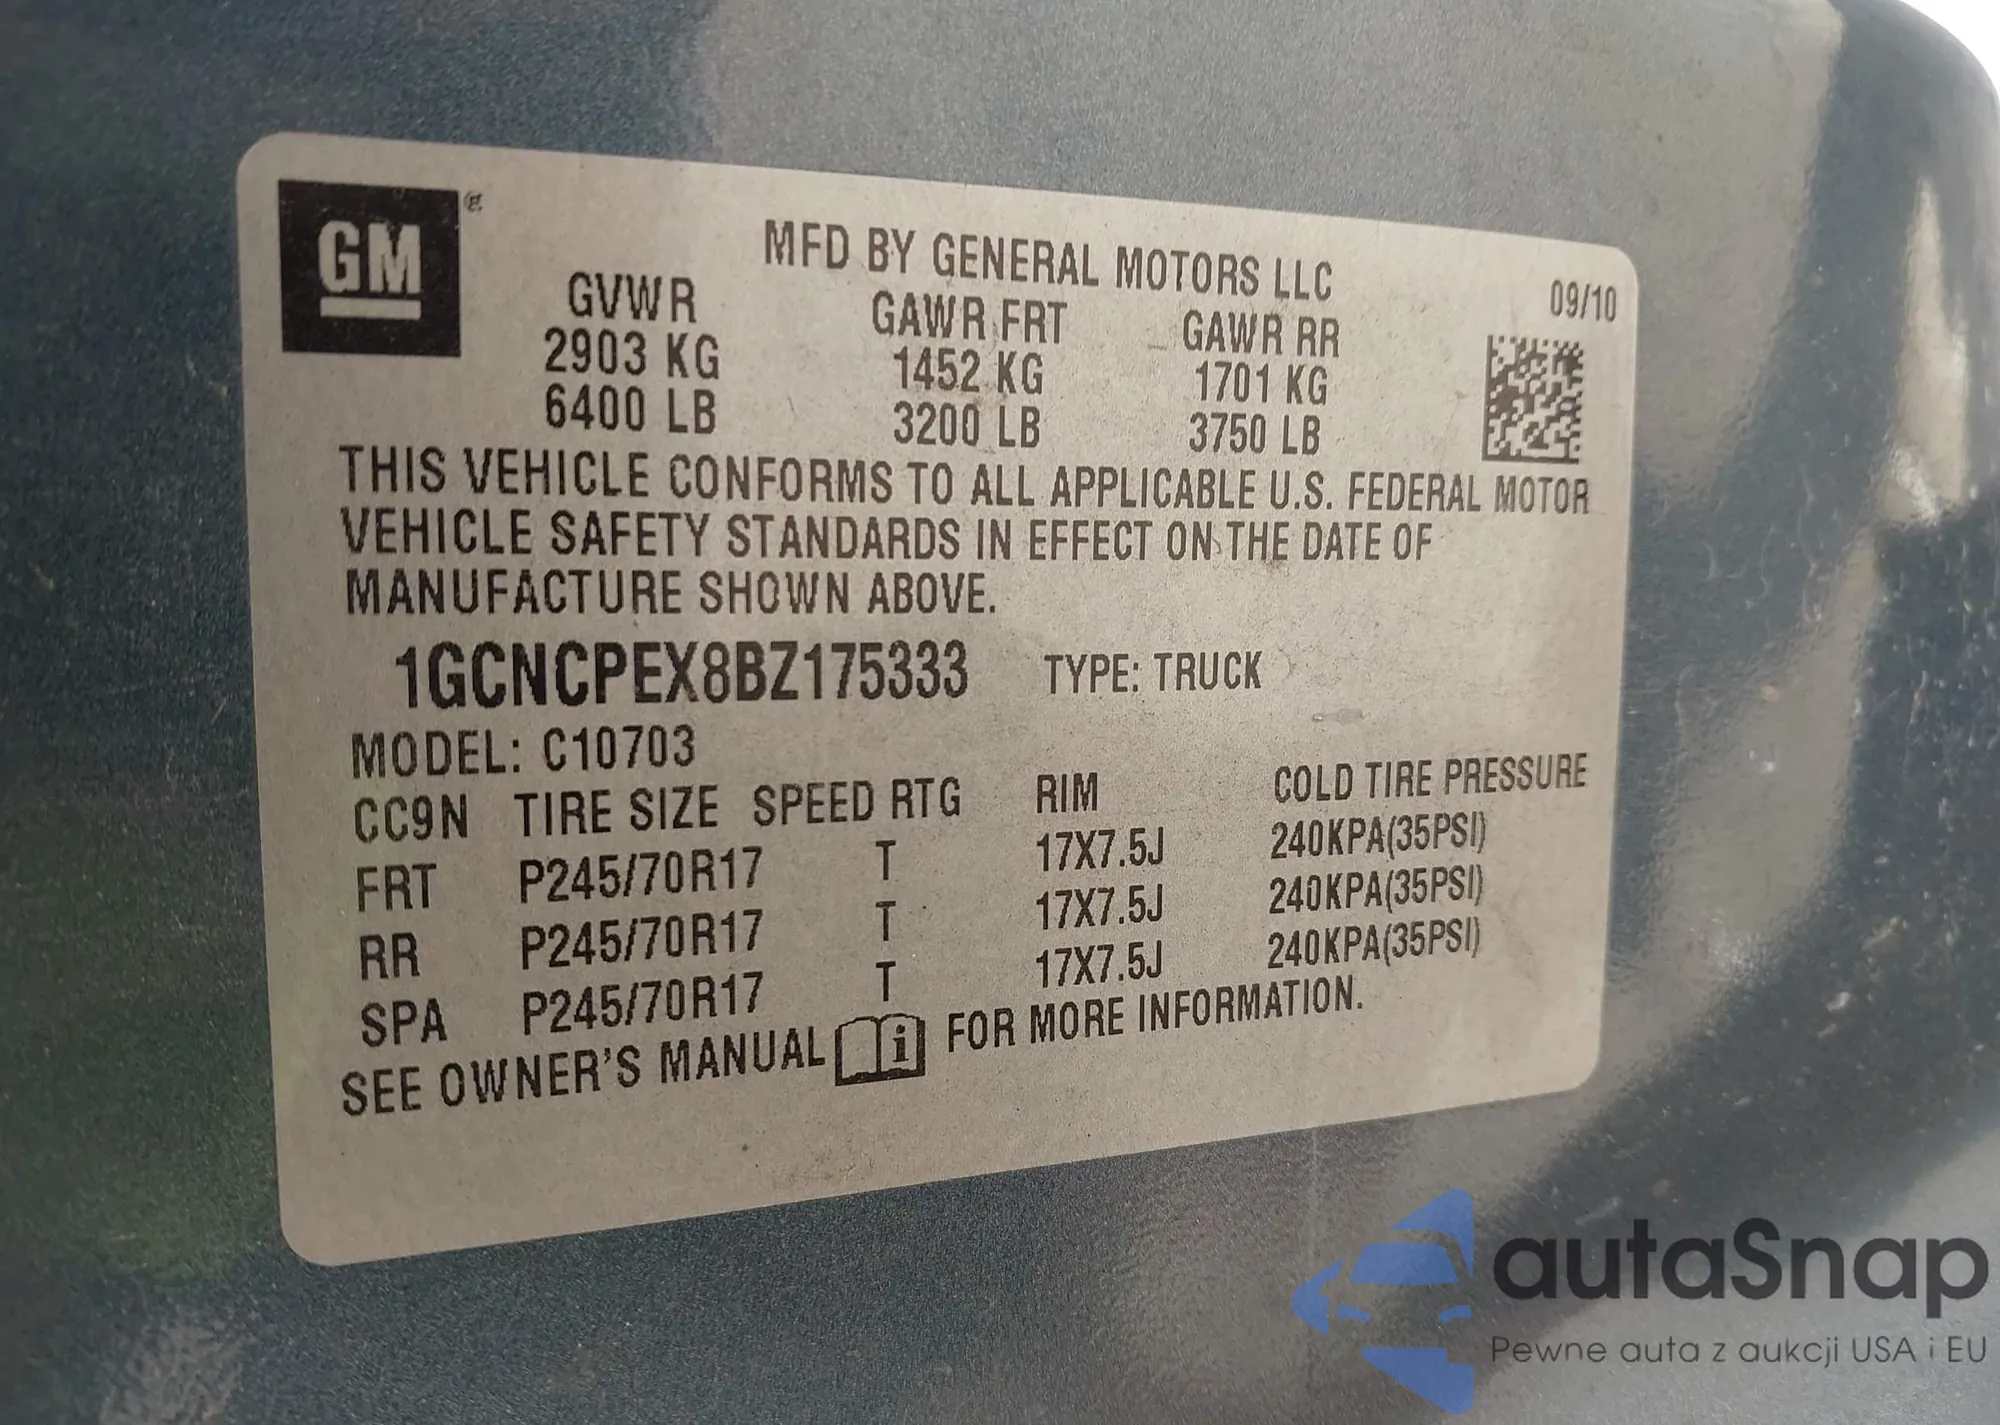 GM
MFD BY GENERAL MOTORS LLC
09/10
GVWR GAWR FRT GAWR RR
2903 KG 1452 KG 1701 KG
6400 LB 3200 LB 3750 LB
THIS VEHICLE CONFORMS TO ALL APPLICABLE U.S. FEDERAL MOTOR
VEHICLE SAFETY STANDARDS IN EFFECT ON THE DATE OF
MANUFACTURE SHOWN ABOVE.
1GCNCPEX8BZ175333 TYPE: TRUCK
MODEL: C10703
CC9N TIRE SIZE SPEED RTG RIM COLD TIRE PRESSURE
FRT P245/70R17 T 17X7.5J 240KPA(35PSI)
RR P245/70R17 T 17X7.5J 240KPA(35PSI)
SPA P245/70R17 T 17X7.5J 240KPA(35PSI)
SEE OWNER'S MANUAL i FOR MORE INFORMATION.
autaSnap
Pewne auta z aukcji USA i EU